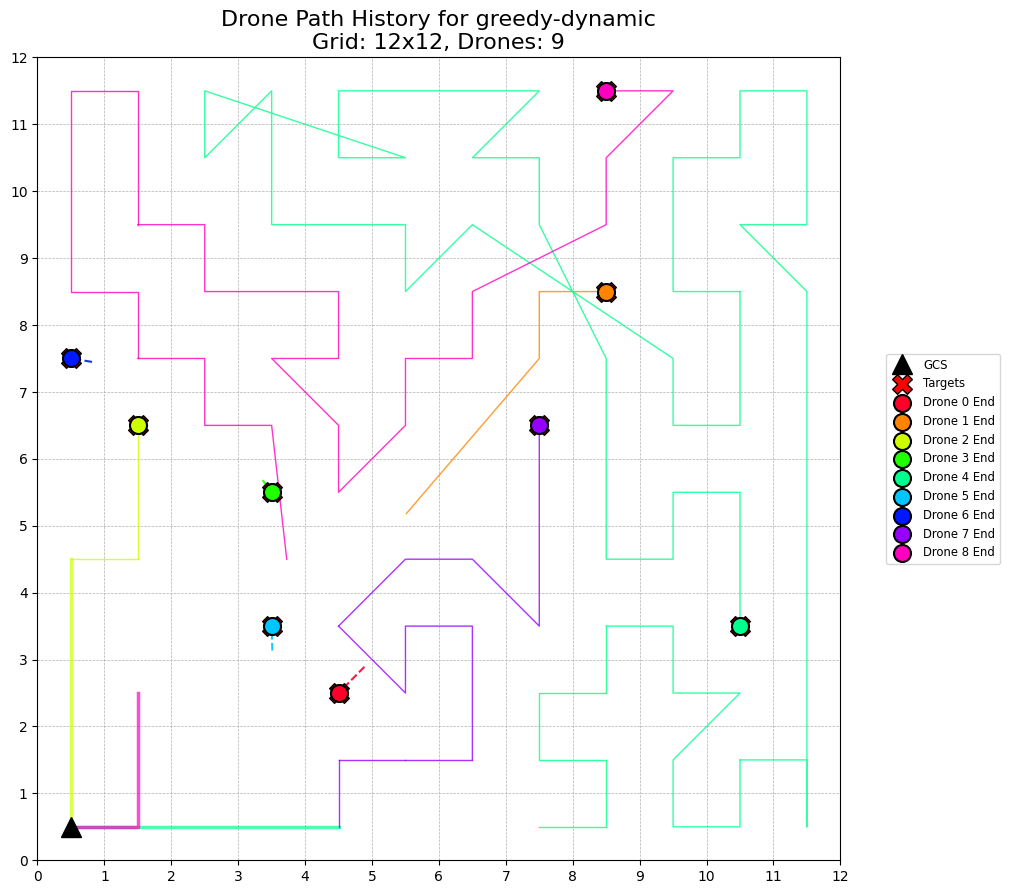 Drone Path History for greedy-dynamic
Grid: 12x12, Drones: 9
12
11
10
9
8
7
6
5
4
3
2
1
0
0 1 2 3 4 5 6 7 8 9 10 11 12
GCS
Targets
Drone 0 End
Drone 1 End
Drone 2 End
Drone 3 End
Drone 4 End
Drone 5 End
Drone 6 End
Drone 7 End
Drone 8 End